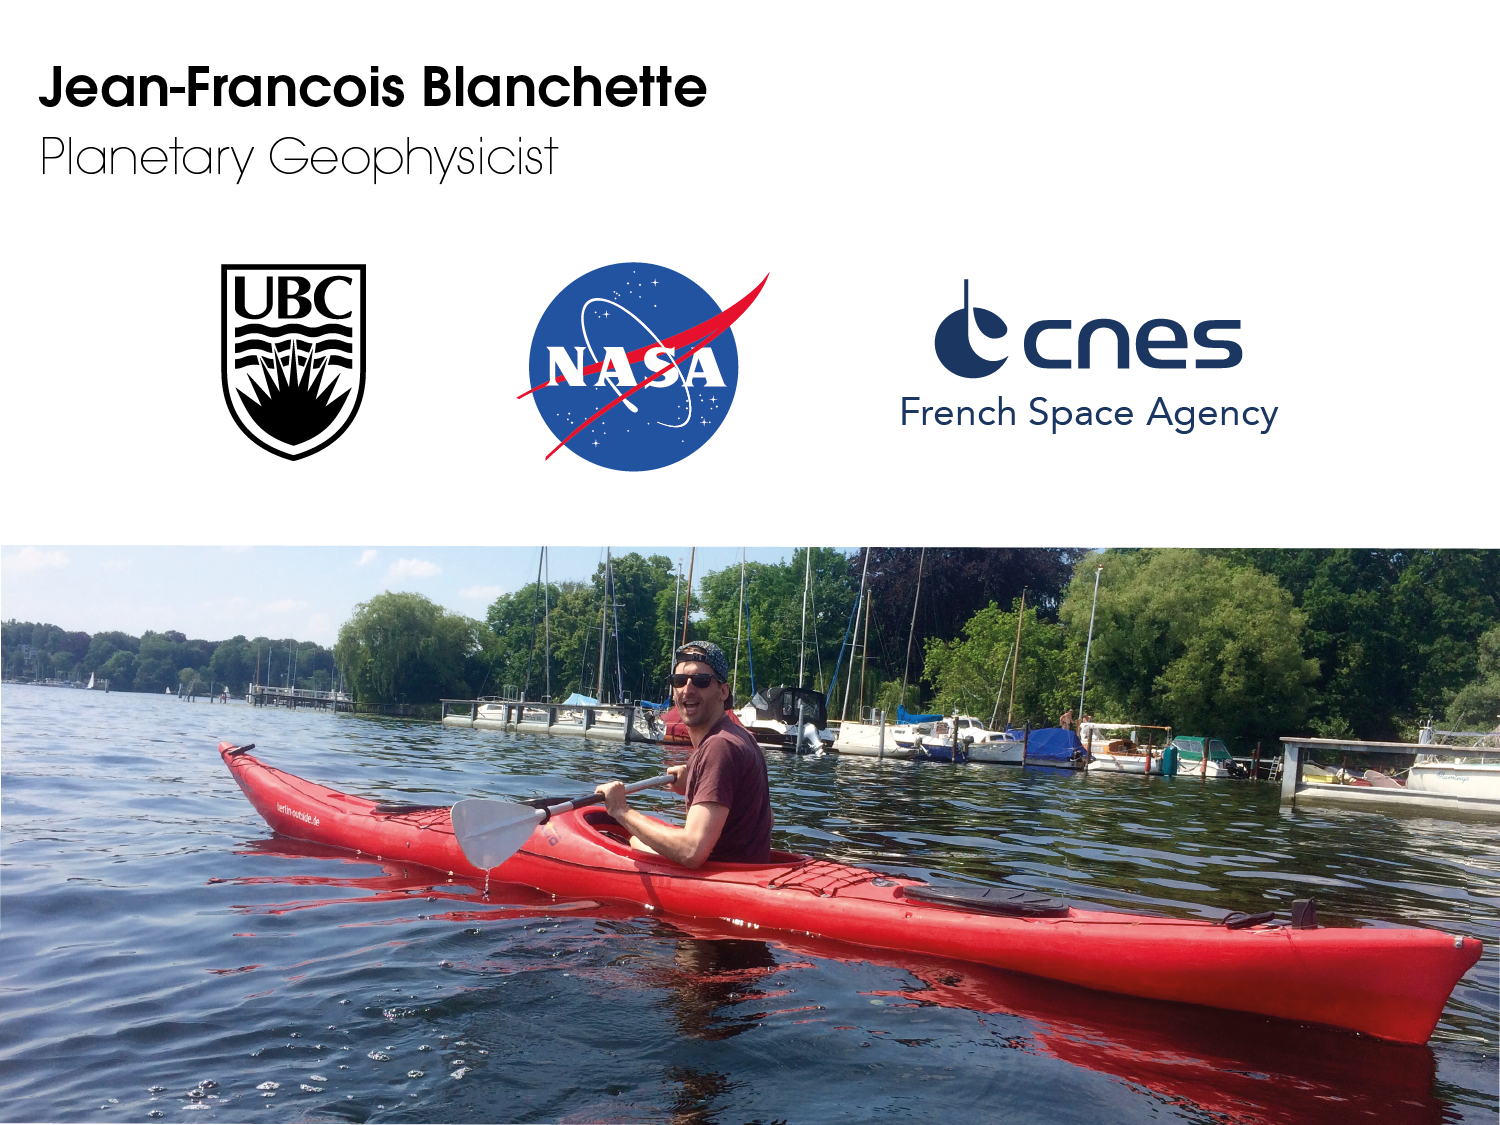 Jean-Francois Blanchette
Planetary Geophysicist
UBC
NASA
cnes
French Space Agency
berlin-outside.de